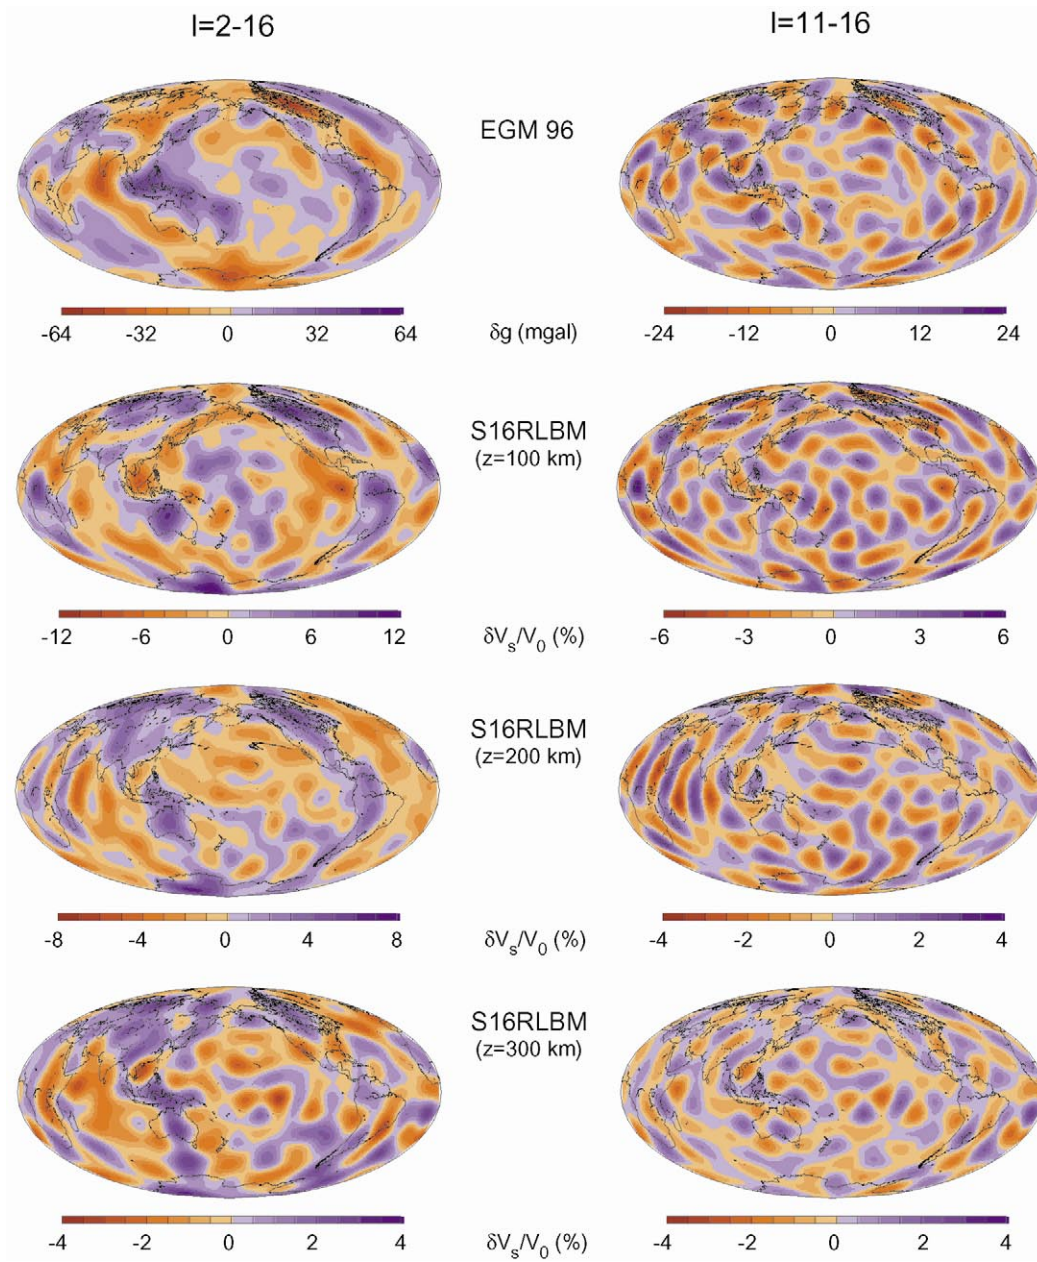 l=2-16 l=11-16
EGM 96
-64 -32 0 32 64 δg (mgal) -24 -12 0 12 24
S16RLBM
(z=100 km)
-12 -6 0 6 12 δVs/V0 (%) -6 -3 0 3 6
S16RLBM
(z=200 km)
-8 -4 0 4 8 δVs/V0 (%) -4 -2 0 2 4
S16RLBM
(z=300 km)
-4 -2 0 2 4 δVs/V0 (%) -4 -2 0 2 4